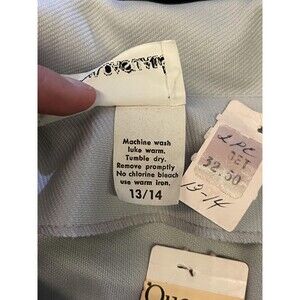 Machine wash
luke warm.
Tumble dry.
Remove promptly
No chlorine bleach
use warm iron.
13/14
2 PC
SET
32.50
13-14
Que